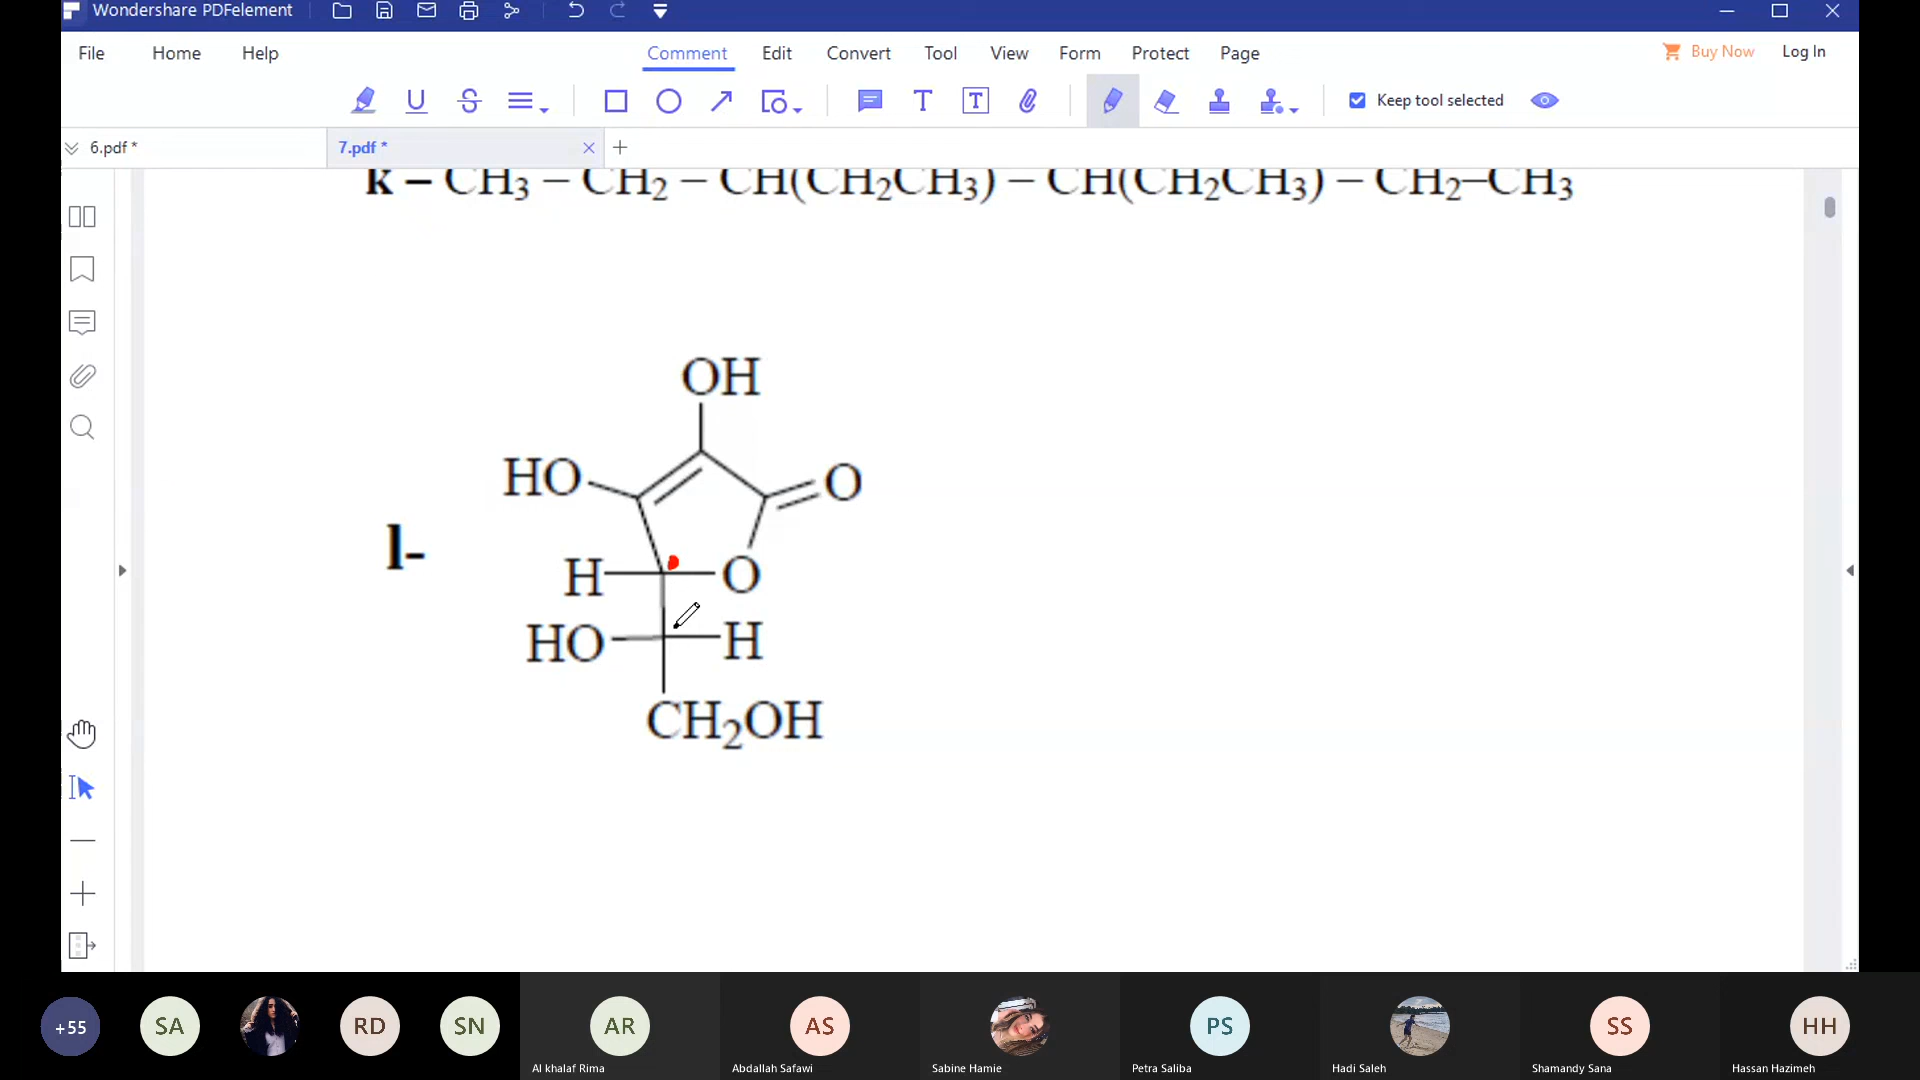 Wondershare PDFelement
File Home Help Comment Edit Convert Tool View Form Protect Page Buy Now Log In
U S T T Keep tool selected
6.pdf * 7.pdf *
k – CH3 – CH2 – CH(CH2CH3) – CH(CH2CH3) – CH2–CH3
OH
HO O
l-
H O
HO H
CH2OH
+55 SA RD SN AR AS PS SS HH
Al khalaf Rima Abdallah Safawi Sabine Hamie Petra Saliba Hadi Saleh Shamandy Sana Hassan Hazimeh